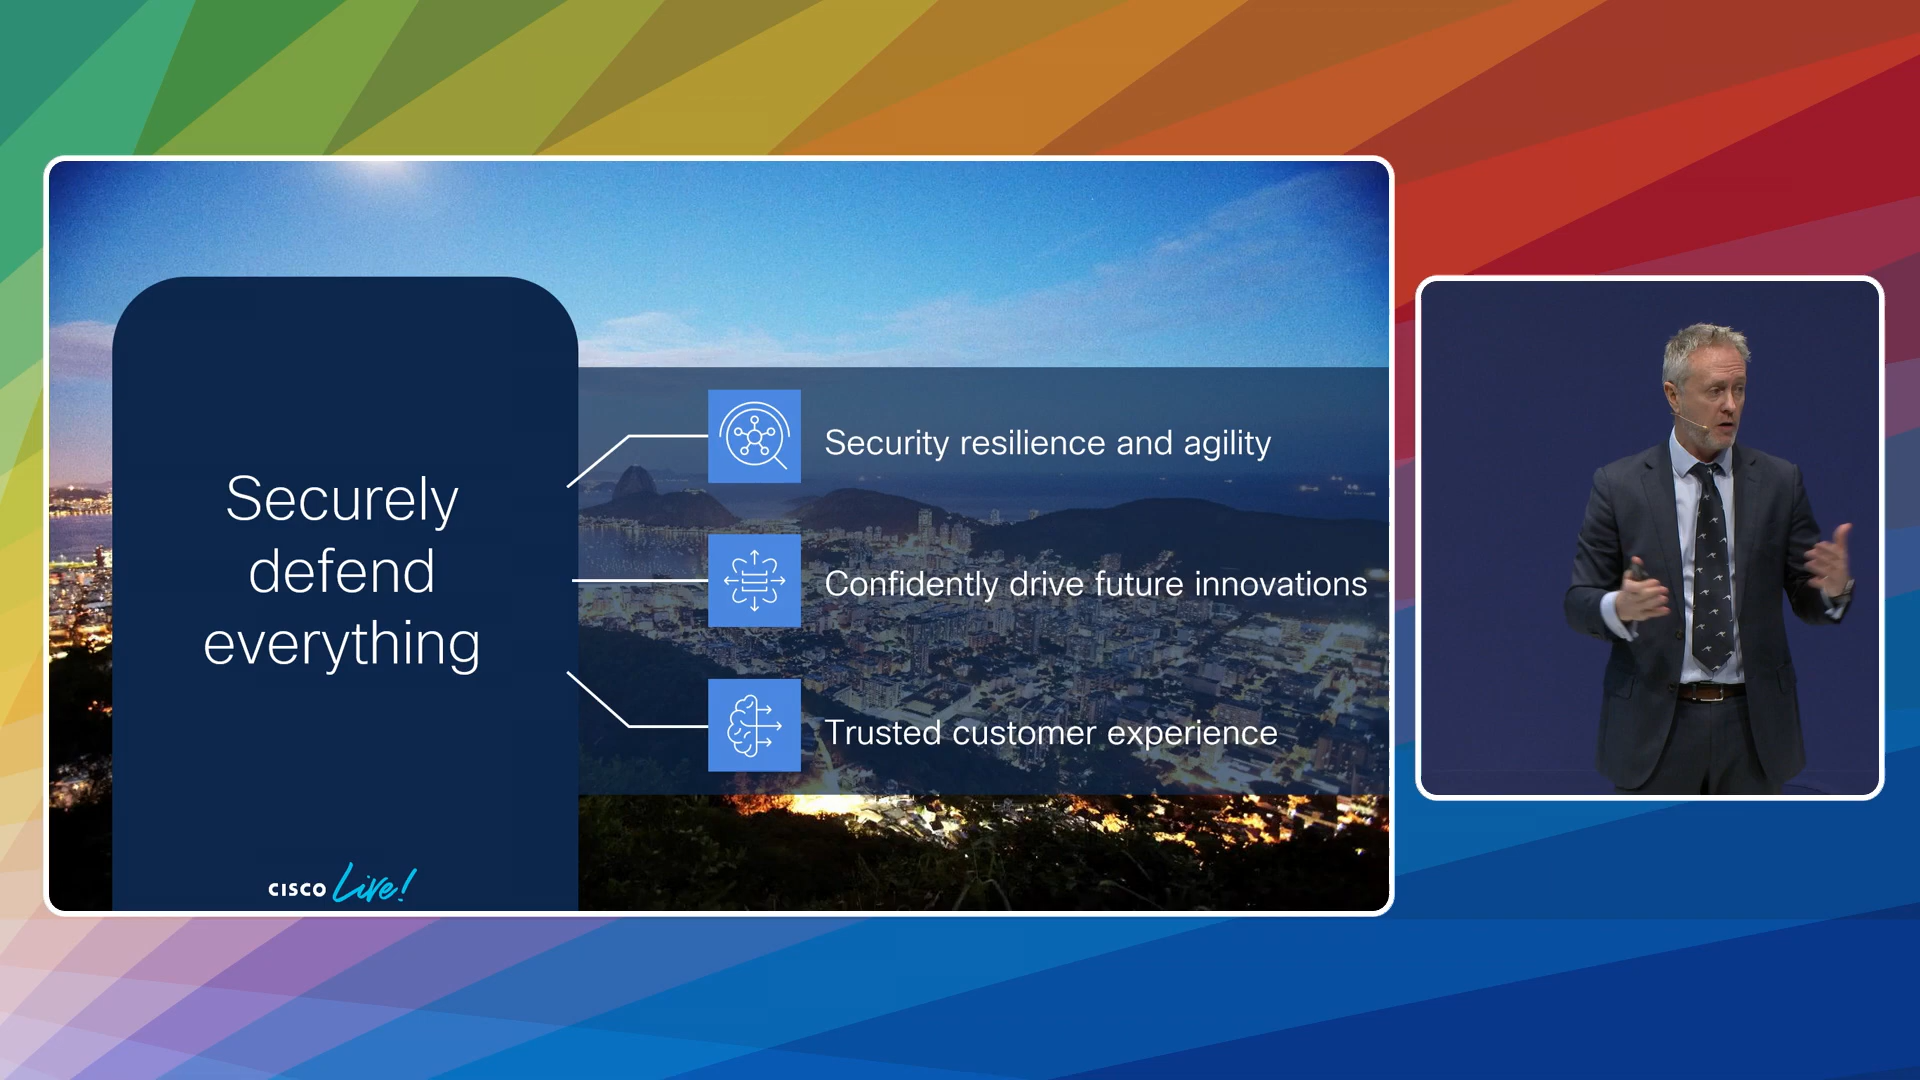 Securely
defend
everything
Security resilience and agility
Confidently drive future innovations
Trusted customer experience
CISCO Live!